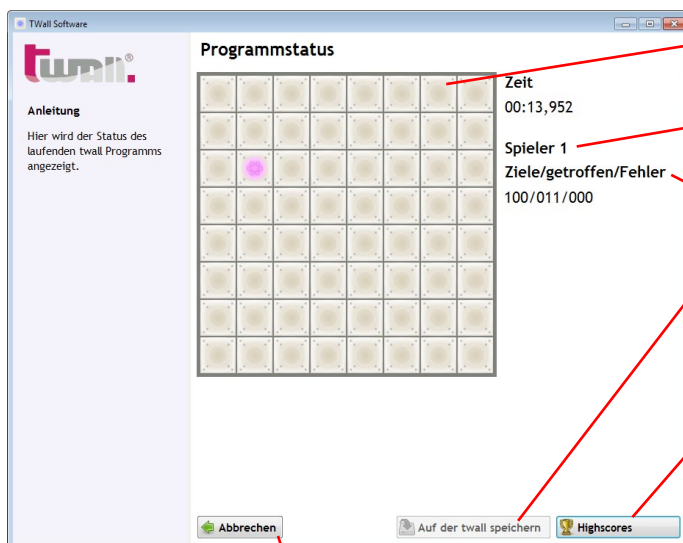 TWall Software
twall®
Programmstatus
Anleitung
Hier wird der Status des
laufenden twall Programms
angezeigt.
Zeit
00:13,952
Spieler 1
Ziele/getroffen/Fehler
100/011/000
Abbrechen
Auf der twall speichern
Highscores